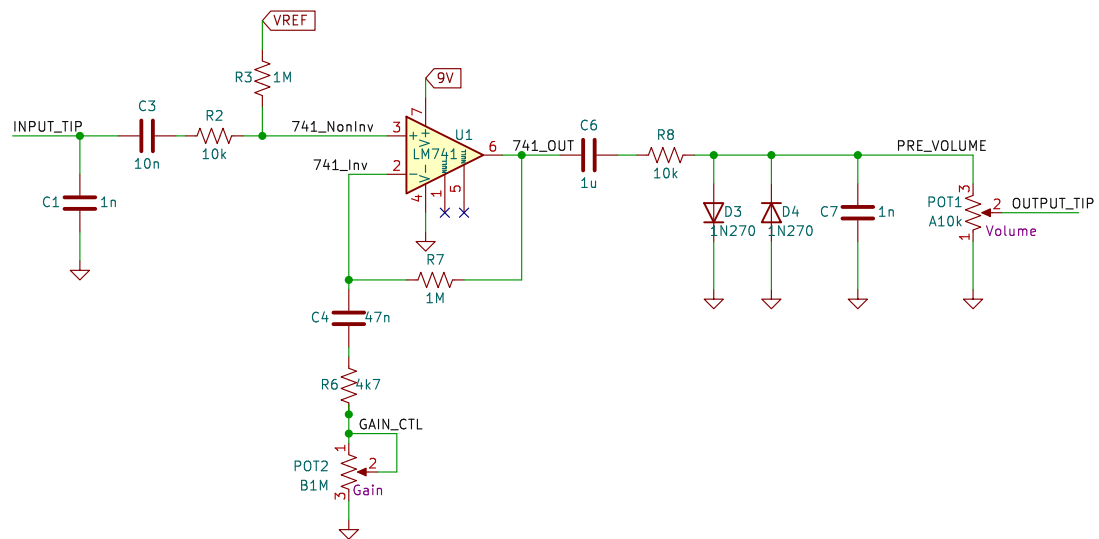 VREF
R3 1M
9V
C3
R2
INPUT_TIP
10n
10k
741_NonInv
741_Inv
3
2
7
+
-
V+
V-
LM741
U1
6
4
1
5
NULL
NULL
741_OUT
C6
1u
R8
10k
PRE_VOLUME
C1 1n
D3
1N270
D4
1N270
C7 1n
POT1
A10k
3
2
1
OUTPUT_TIP
Volume
R7
1M
C4 47n
R6 4k7
GAIN_CTL
POT2
B1M
1
2
3
Gain